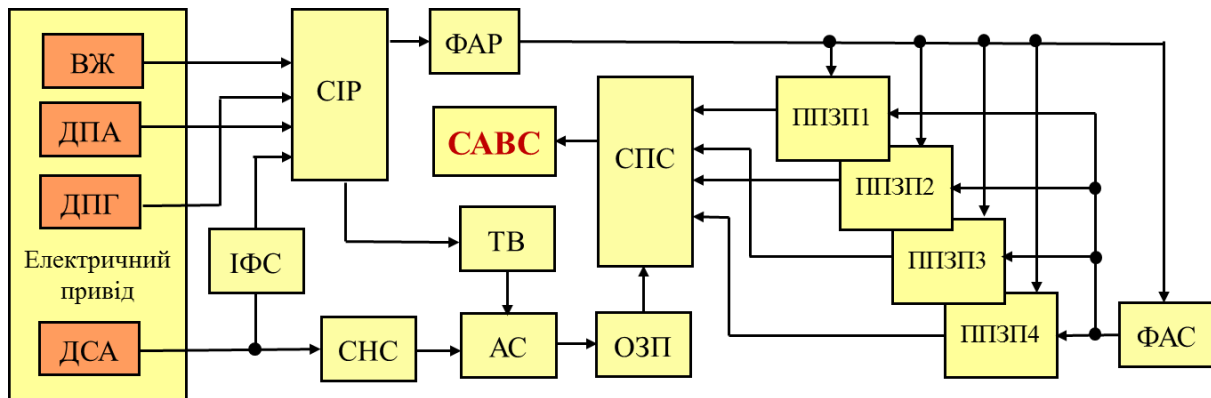 ВЖ
ДПА
ДПГ
Електричний
привід
ДСА
ІФС
СІР
ФАР
САВС
СПС
ТВ
СНС
АС
ОЗП
ППЗП1
ППЗП2
ППЗП3
ППЗП4
ФАС